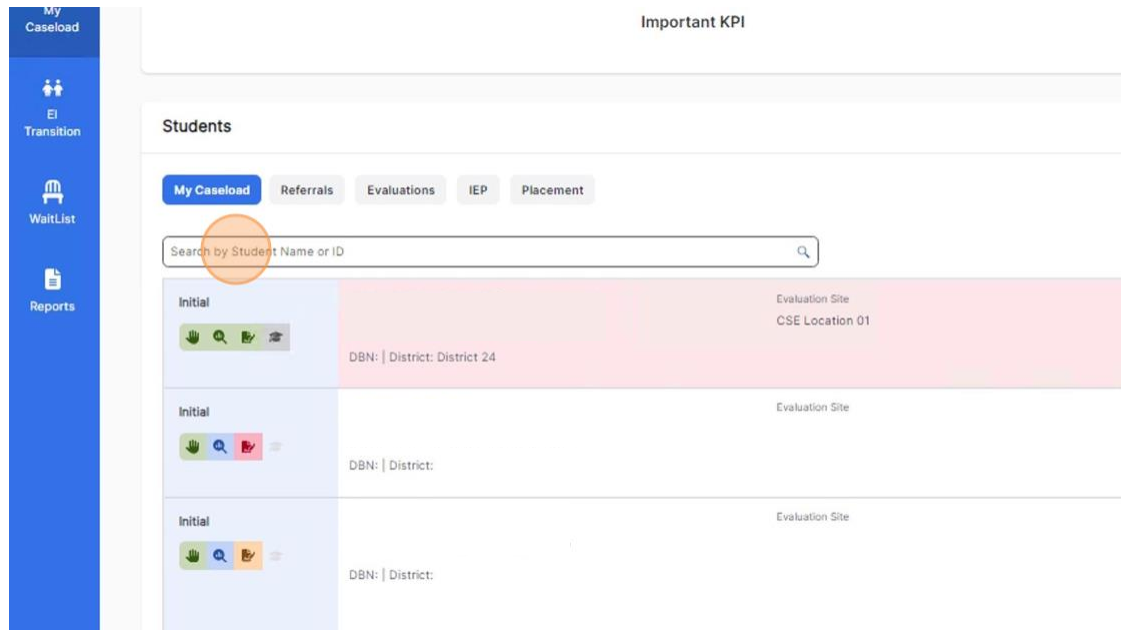 My
Caseload
EI
Transition
WaitList
Reports
Important KPI
Students
My Caseload Referrals Evaluations IEP Placement
Search by Student Name or ID
Initial
Evaluation Site
CSE Location 01
DBN: | District: District 24
Initial
Evaluation Site
DBN: | District:
Initial
Evaluation Site
DBN: | District: